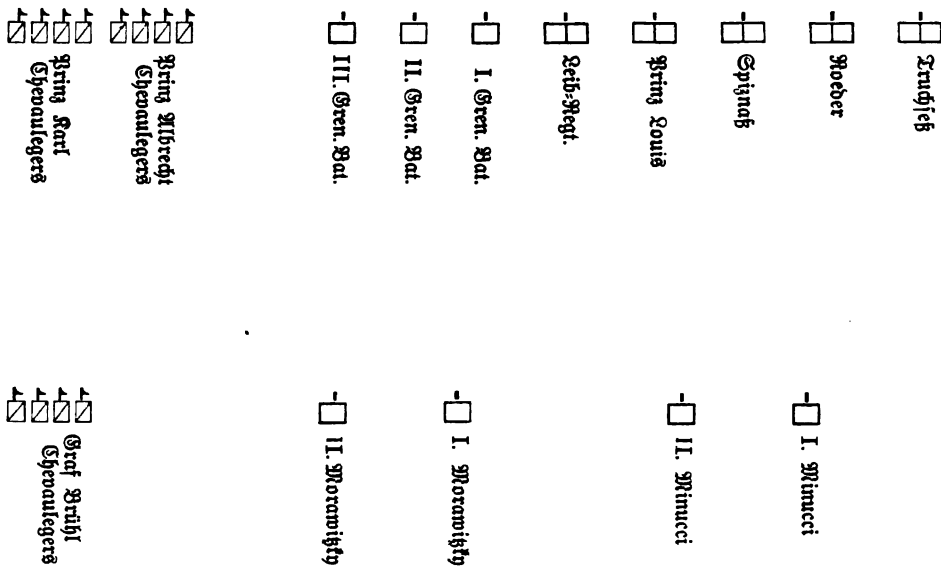 Truchſeß
Roeder
Spiznaß
Prinz Louis
Leib-Regt.
I. Gren. Bat.
II. Gren. Bat.
III. Gren. Bat.
Prinz Albrecht
Chevaulegers
Prinz Karl
Chevaulegers
I. Minucci
II. Minucci
I. Morawitzky
II. Morawitzky
Graf Brühl
Chevaulegers